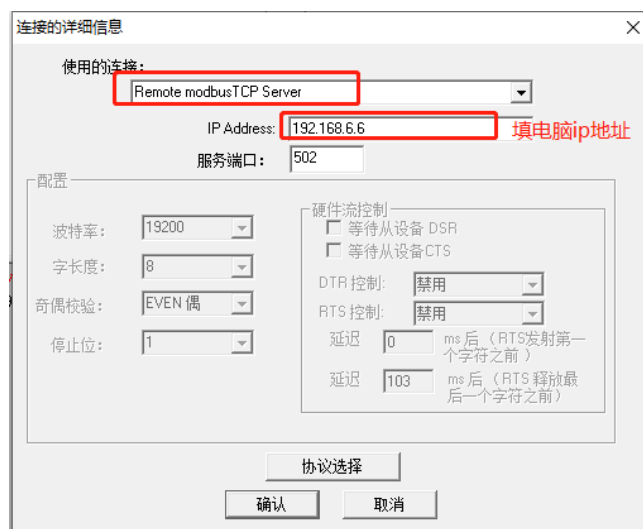 连接的详细信息
使用的连接:
Remote modbusTCP Server
IP Address: 192.168.6.6 填电脑ip地址
服务端口: 502
配置
波特率: 19200
字长度: 8
奇偶校验: EVEN 偶
停止位: 1
硬件流控制
等待从设备 DSR
等待从设备CTS
DTR 控制: 禁用
RTS 控制: 禁用
延迟 0 ms 后（RTS发射第一
个字符之前）
延迟 103 ms 后（RTS 释放最
后一个字符之前）
协议选择
确认 取消